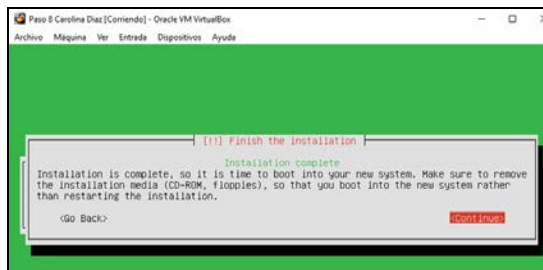 Paso 8 Carolina Diaz [Corriendo] - Oracle VM VirtualBox
Archivo Máquina Ver Entrada Dispositivos Ayuda
[!!] Finish the installation
Installation complete
Installation is complete, so it is time to boot into your new system. Make sure to remove
the installation media (CD-ROM, floppies), so that you boot into the new system rather
than restarting the installation.
<Go Back> <Continue>